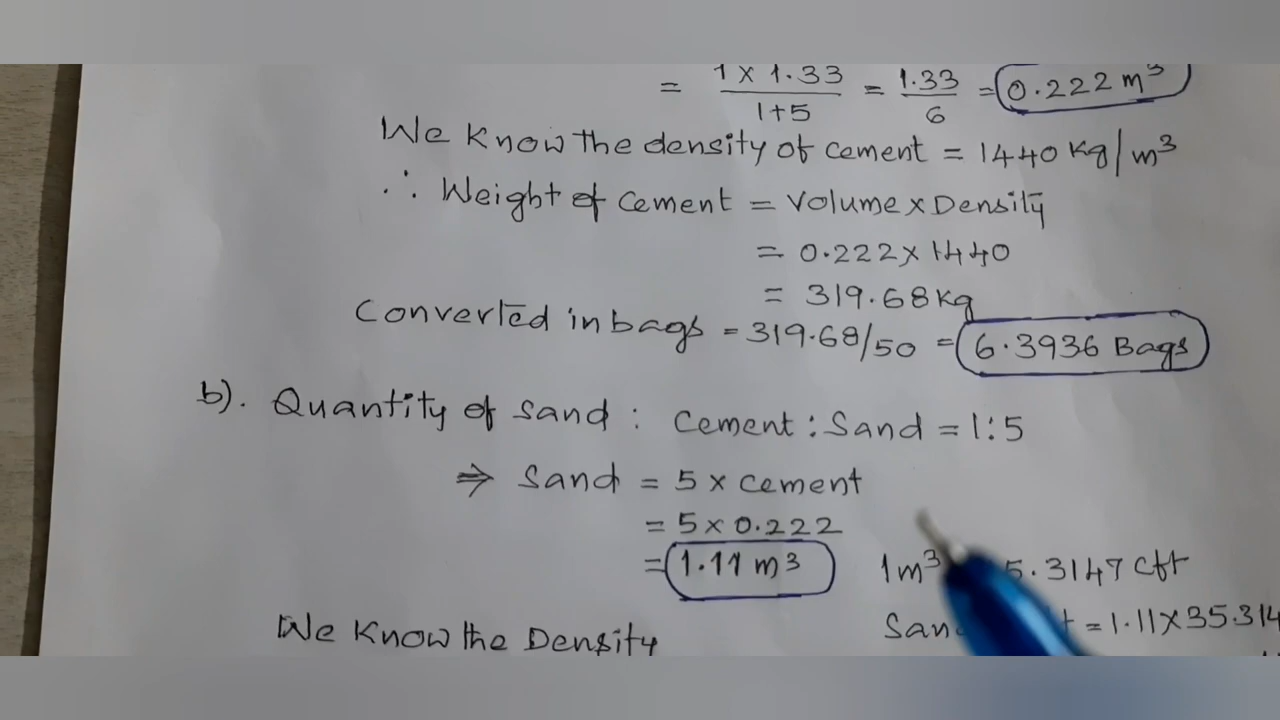 = 1 x 1.33 / 1+5 = 1.33 / 6 = 0.222 m³
We Know the density of cement = 1440 Kg/m³
∴ Weight of cement = Volume x Density
= 0.222 x 1440
= 319.68 Kg
Converted in bags = 319.68/50 = 6.3936 Bags
b). Quantity of sand : Cement : Sand = 1:5
⇒ Sand = 5 x cement
= 5 x 0.222
= 1.11 m³
1m³ 5.3147 cft
= 1.11 x 35.314
We Know the Density